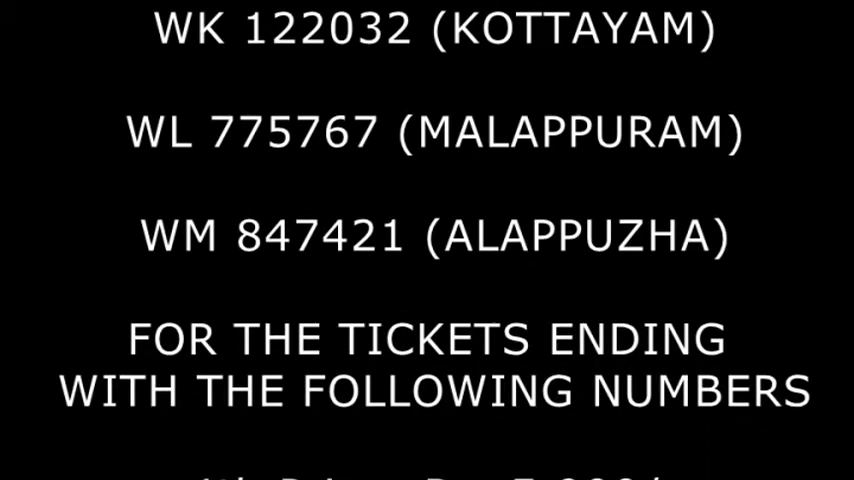 WK 122032 (KOTTAYAM)
WL 775767 (MALAPPURAM)
WM 847421 (ALAPPUZHA)
FOR THE TICKETS ENDING
WITH THE FOLLOWING NUMBERS